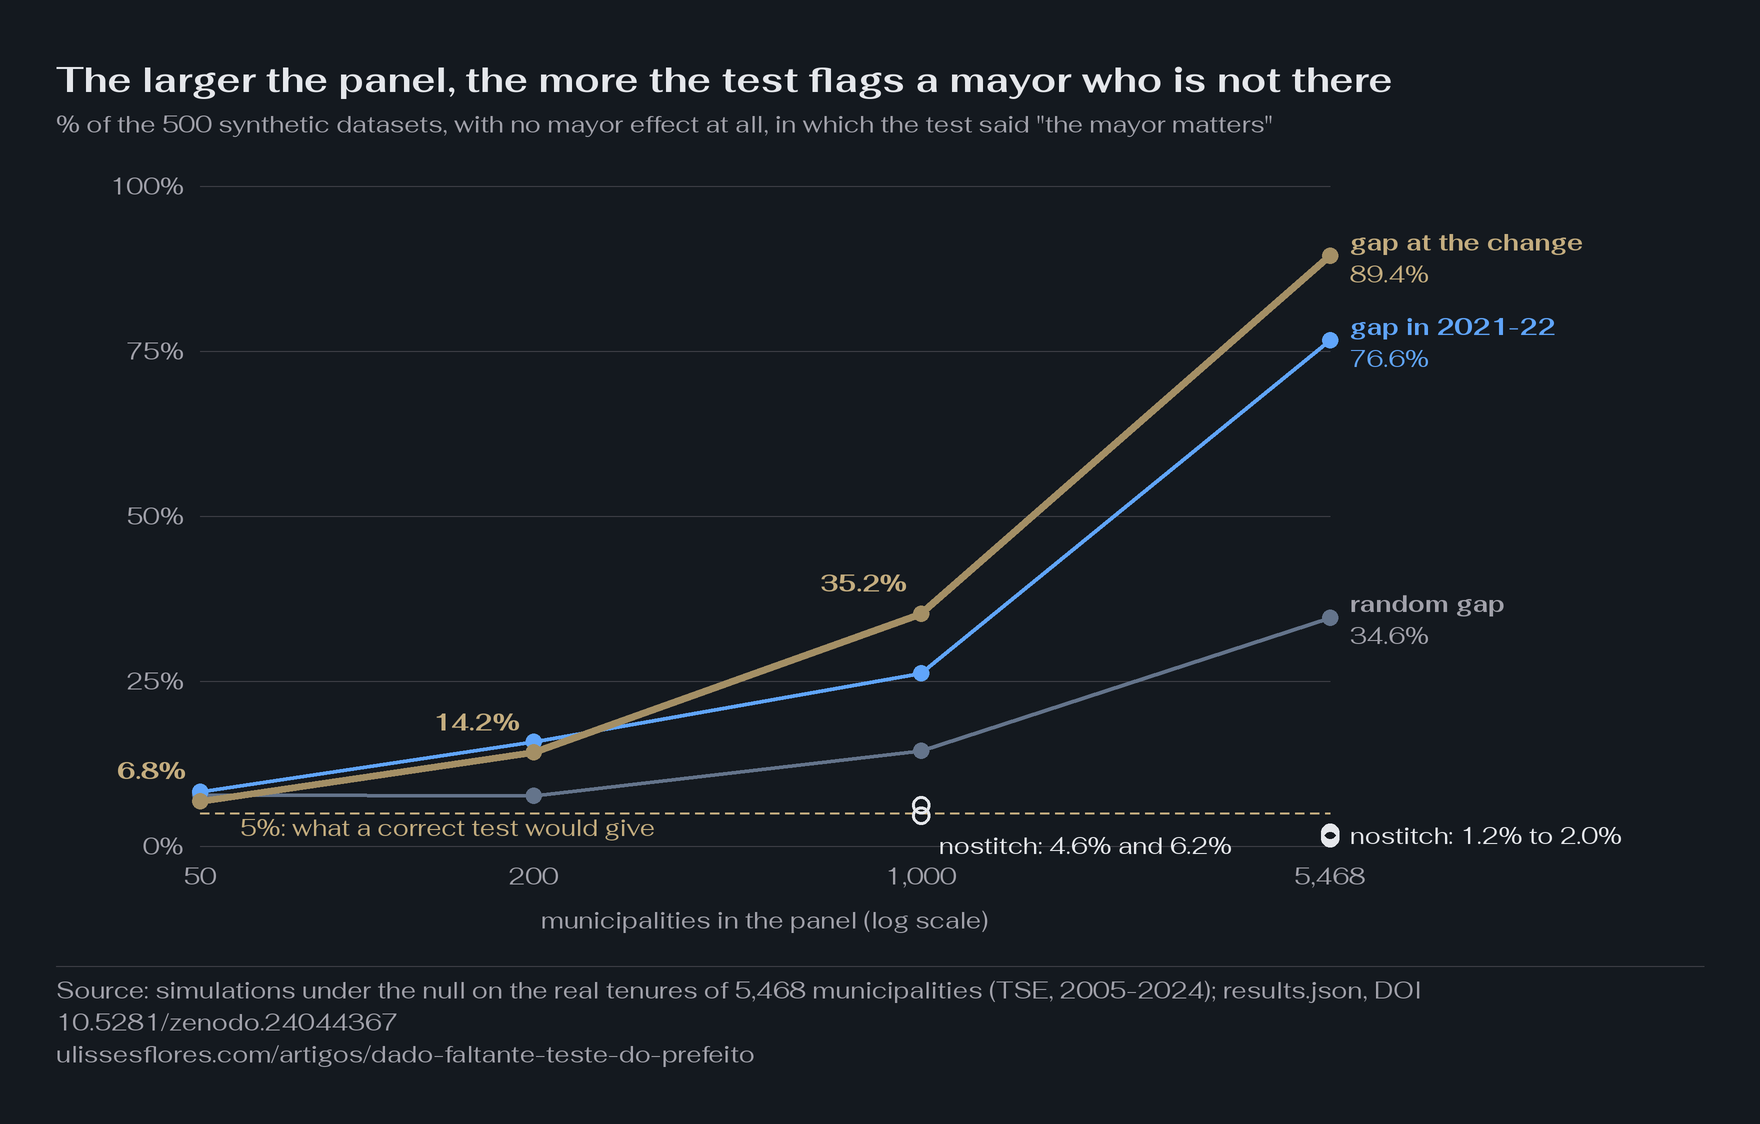 The larger the panel, the more the test flags a mayor who is not there
% of the 500 synthetic datasets, with no mayor effect at all, in which the test said "the mayor matters"
100%
75%
50%
25%
0%
gap at the change
89.4%
gap in 2021-22
76.6%
random gap
34.6%
35.2%
14.2%
6.8%
5%: what a correct test would give
nostitch: 4.6% and 6.2%
nostitch: 1.2% to 2.0%
50
200
1,000
5,468
municipalities in the panel (log scale)
Source: simulations under the null on the real tenures of 5,468 municipalities (TSE, 2005-2024); results.json, DOI
10.5281/zenodo.24044367
ulissesflores.com/artigos/dado-faltante-teste-do-prefeito